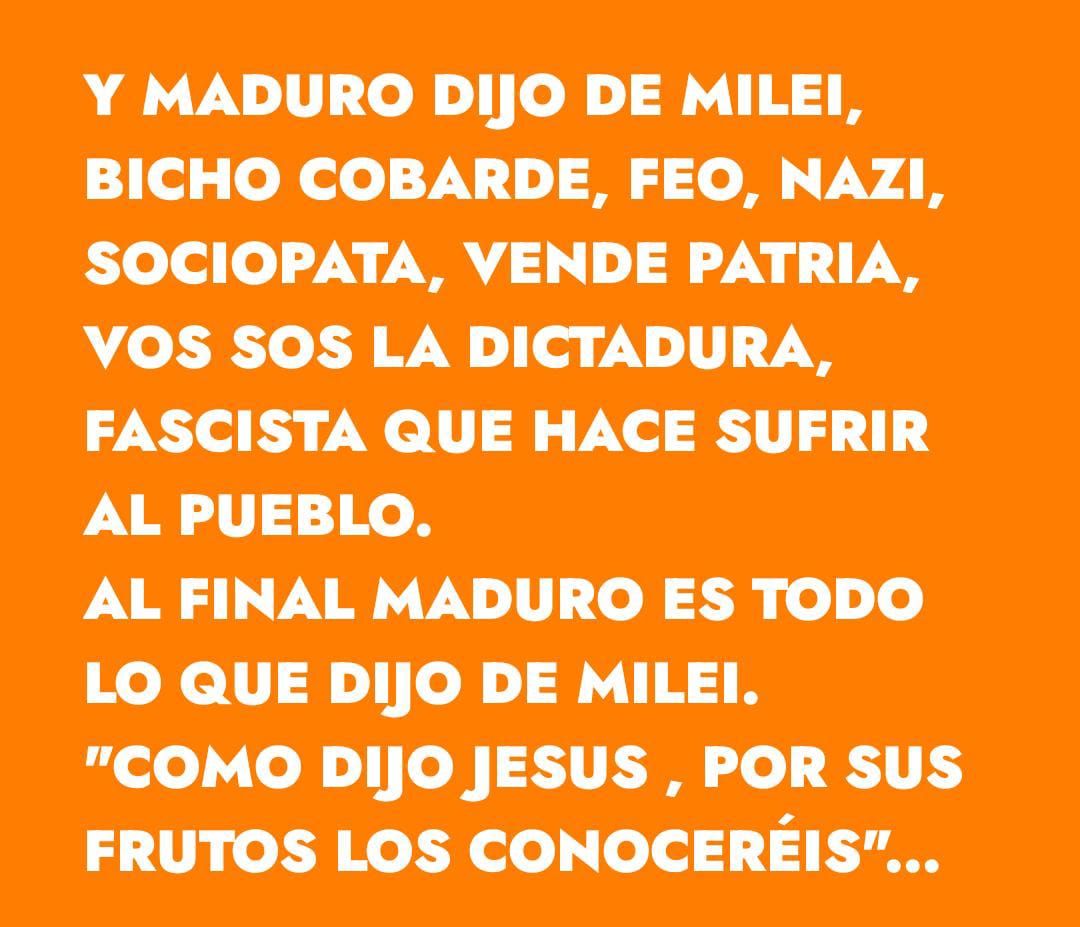 Y MADURO DIJO DE MILEI,
BICHO COBARDE, FEO, NAZI,
SOCIOPATA, VENDE PATRIA,
VOS SOS LA DICTADURA,
FASCISTA QUE HACE SUFRIR
AL PUEBLO.
AL FINAL MADURO ES TODO
LO QUE DIJO DE MILEI.
"COMO DIJO JESUS , POR SUS
FRUTOS LOS CONOCERÉIS"...